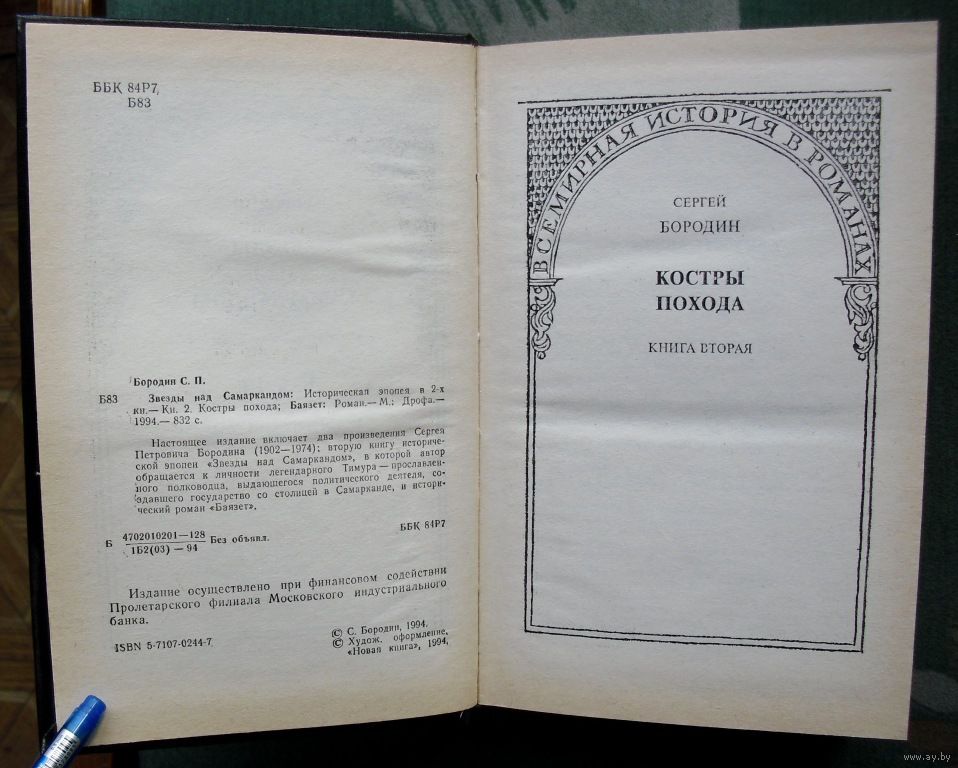 ББК 84Р7
Б83
Бородин С. П.
Б83 Звезды над Самаркандом: Историческая эпопея в 2-х
кн.— Кн. 2. Костры похода; Баязет: Роман.— М.: Дрофа.—
1994.— 832 с.
Настоящее издание включает два произведения Сергея
Петровича Бородина (1902—1974): вторую книгу историче-
ской эпопеи «Звезды над Самаркандом», в которой автор
обращается к личности легендарного Тимура — прославлен-
ного полководца, выдающегося политического деятеля, со-
здавшего государство со столицей в Самарканде, и истори-
ческий роман «Баязет».
Б 4702010201—128
1Б2(03) — 94
Без объявл.
ББК 84Р7
Издание осуществлено при финансовом содействии
Пролетарского филиала Московского индустриального
банка.
ISBN 5-7107-0244-7
© С. Бородин, 1994.
© Худож. оформление,
«Новая книга», 1994.
ВСЕМИРНАЯ ИСТОРИЯ В РОМАНАХ
СЕРГЕЙ
БОРОДИН
КОСТРЫ
ПОХОДА
КНИГА ВТОРАЯ
www.ay.by